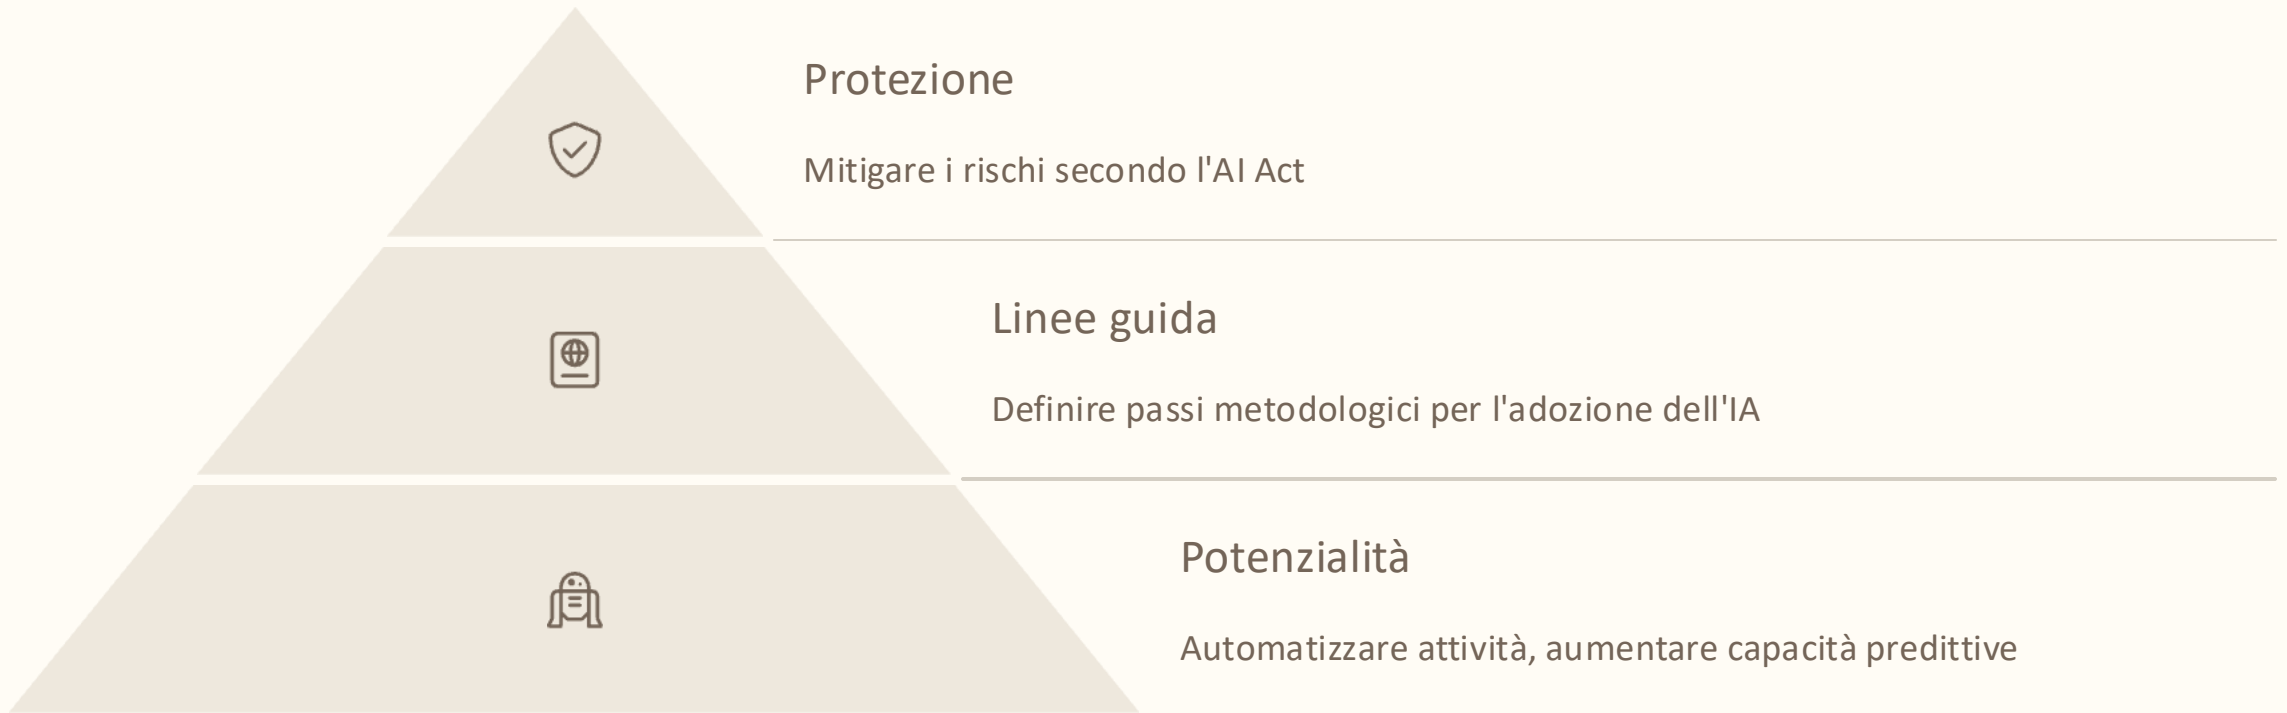 Protezione
Mitigare i rischi secondo l'AI Act
Linee guida
Definire passi metodologici per l'adozione dell'IA
Potenzialità
Automatizzare attività, aumentare capacità predittive